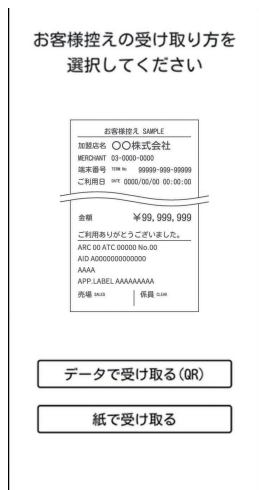 お客様控えの受け取り方を
選択してください
お客様控え SAMPLE
加盟店名 〇〇株式会社
MERCHANT 03-0000-0000
端末番号 TERM No 99999-999-99999
ご利用日 DATE 0000/00/00 00:00:00
金額 ￥99,999,999
ご利用ありがとうございました。
ARC 00 ATC 00000 No.00
AID A0000000000000
AAAA
APP.LABEL AAAAAAAAA
売場 SALES 係員 CLERK
データで受け取る(QR)
紙で受け取る